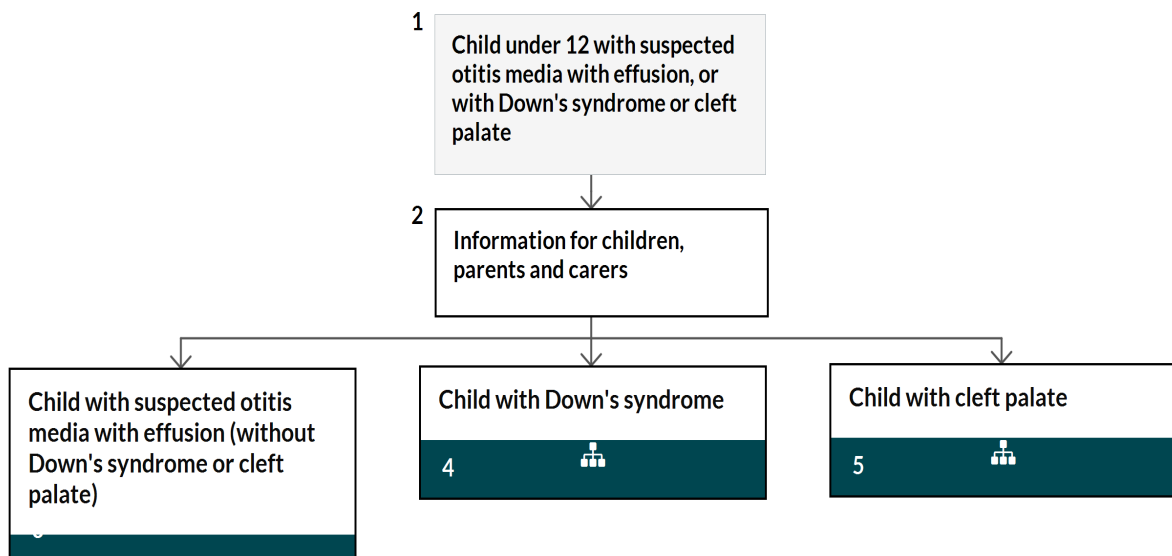 1
Child under 12 with suspected
otitis media with effusion, or
with Down's syndrome or cleft
palate
2
Information for children,
parents and carers
Child with suspected otitis
media with effusion (without
Down's syndrome or cleft
palate)
Child with Down's syndrome
4
Child with cleft palate
5